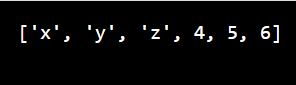 ['x', 'y', 'z', 4, 5, 6]